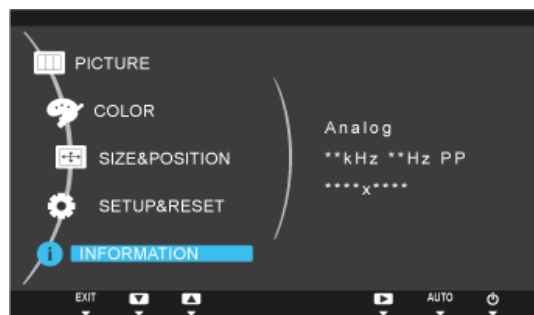 PICTURE
COLOR
SIZE&POSITION
SETUP&RESET
INFORMATION
Analog
**kHz **Hz PP
****x****
EXIT
AUTO